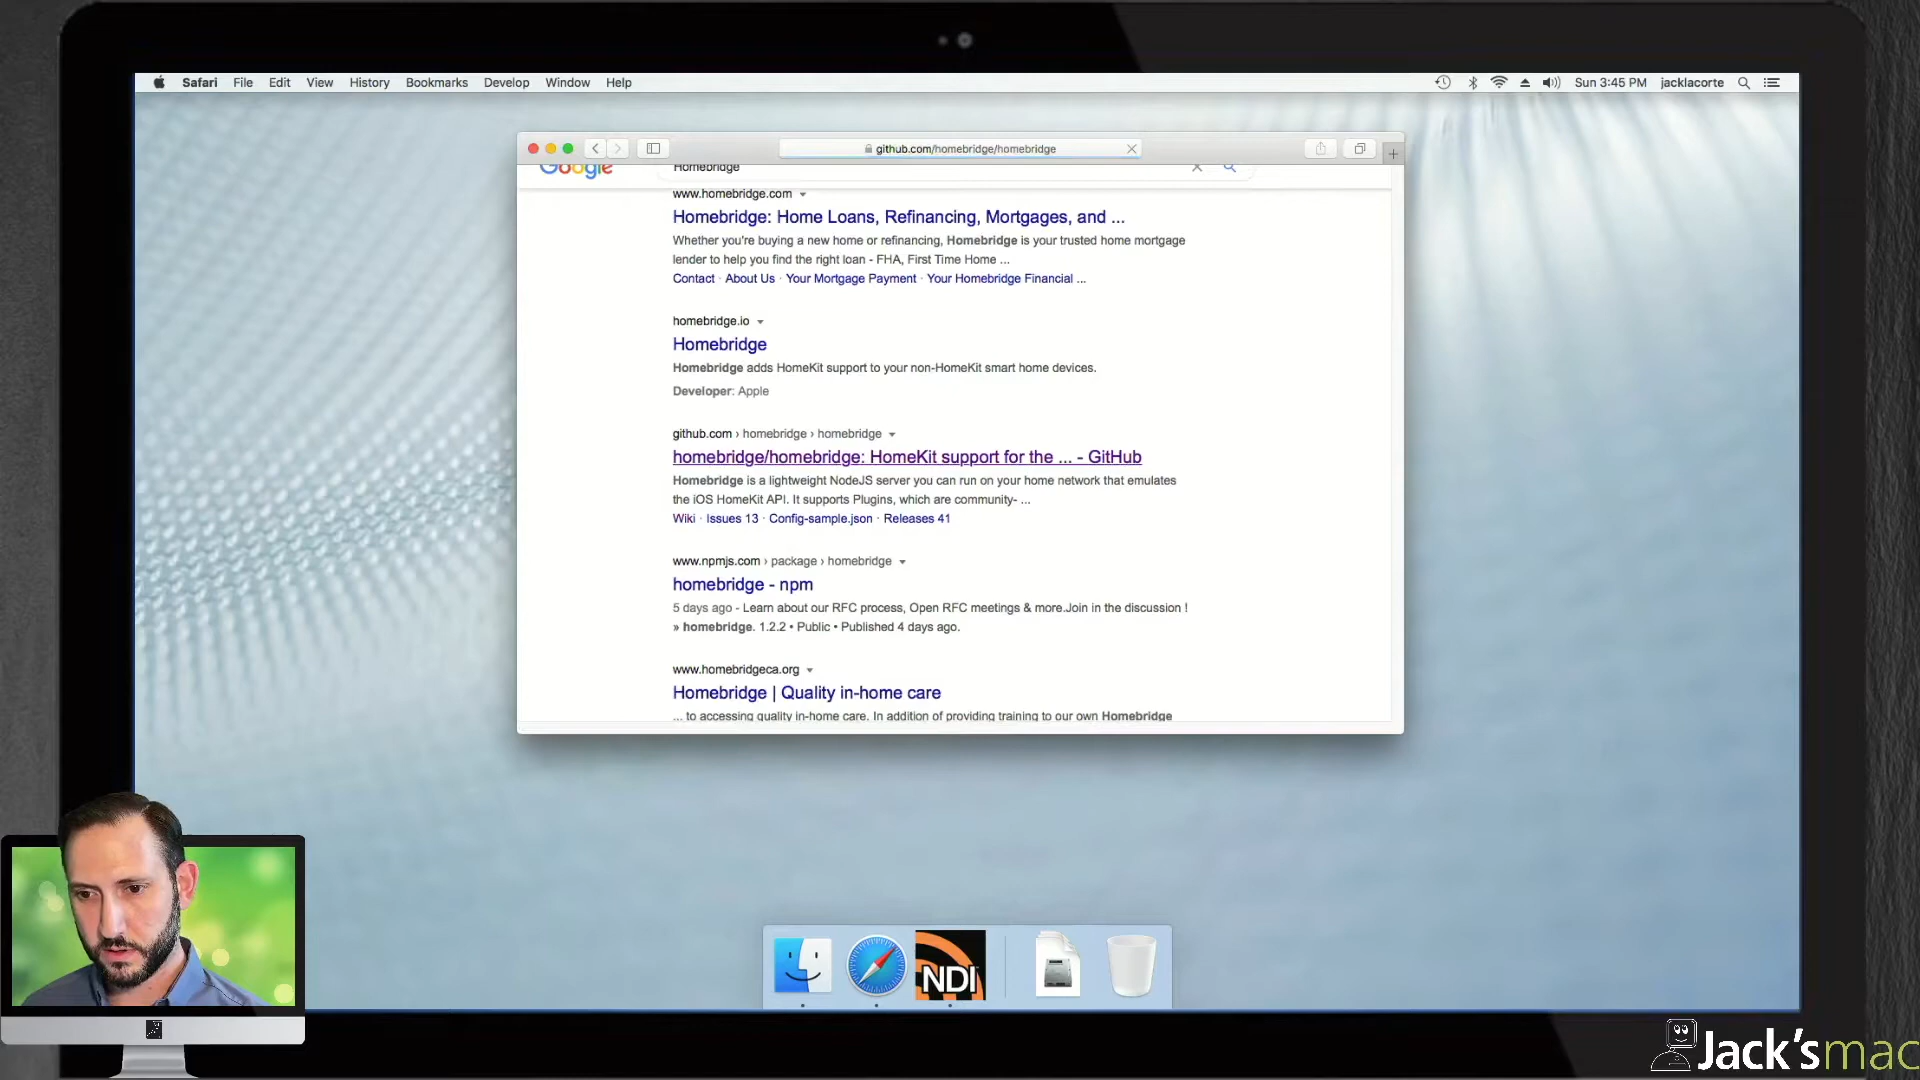 Safari File Edit View History Bookmarks Develop Window Help Sun 3:45 PM jacklacorte
github.com/homebridge/homebridge
Google Homebridge
www.homebridge.com
Homebridge: Home Loans, Refinancing, Mortgages, and ...
Whether you're buying a new home or refinancing, Homebridge is your trusted home mortgage
lender to help you find the right loan - FHA, First Time Home ...
Contact · About Us · Your Mortgage Payment · Your Homebridge Financial ...
homebridge.io
Homebridge
Homebridge adds HomeKit support to your non-HomeKit smart home devices.
Developer: Apple
github.com › homebridge › homebridge
homebridge/homebridge: HomeKit support for the ... - GitHub
Homebridge is a lightweight NodeJS server you can run on your home network that emulates
the iOS HomeKit API. It supports Plugins, which are community- ...
Wiki · Issues 13 · Config-sample.json · Releases 41
www.npmjs.com › package › homebridge
homebridge - npm
5 days ago - Learn about our RFC process, Open RFC meetings & more.Join in the discussion !
» homebridge. 1.2.2 • Public • Published 4 days ago.
www.homebridgeca.org
Homebridge | Quality in-home care
... to accessing quality in-home care. In addition of providing training to our own Homebridge
NDI
Jack'smac